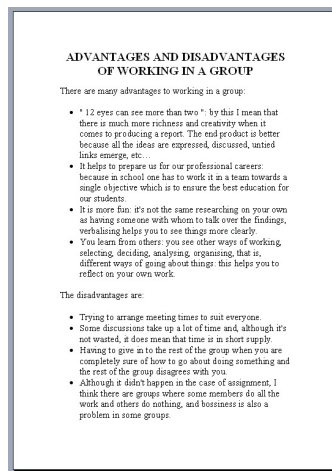 ADVANTAGES AND DISADVANTAGES
OF WORKING IN A GROUP
There are many advantages to working in a group:
• " 12 eyes can see more than two ": by this I mean that
there is much more richness and creativity when it
comes to producing a report. The end product is better
because all the ideas are expressed, discussed, untied
links emerge, etc…
• It helps to prepare us for our professional careers:
because in school one has to work it in a team towards a
single objective which is to ensure the best education for
our students.
• It is more fun: it's not the same researching on your own
as having someone with whom to talk over the findings,
verbalising helps you to see things more clearly.
• You learn from others: you see other ways of working,
selecting, deciding, analysing, organising, that is,
different ways of going about things: this helps you to
reflect on your own work.
The disadvantages are:
• Trying to arrange meeting times to suit everyone.
• Some discussions take up a lot of time and, although it's
not wasted, it does mean that time is in short supply.
• Having to give in to the rest of the group when you are
completely sure of how to go about doing something and
the rest of the group disagrees with you.
• Although it didn't happen in the case of assignment, I
think there are groups where some members do all the
work and others do nothing, and bossiness is also a
problem in some groups.